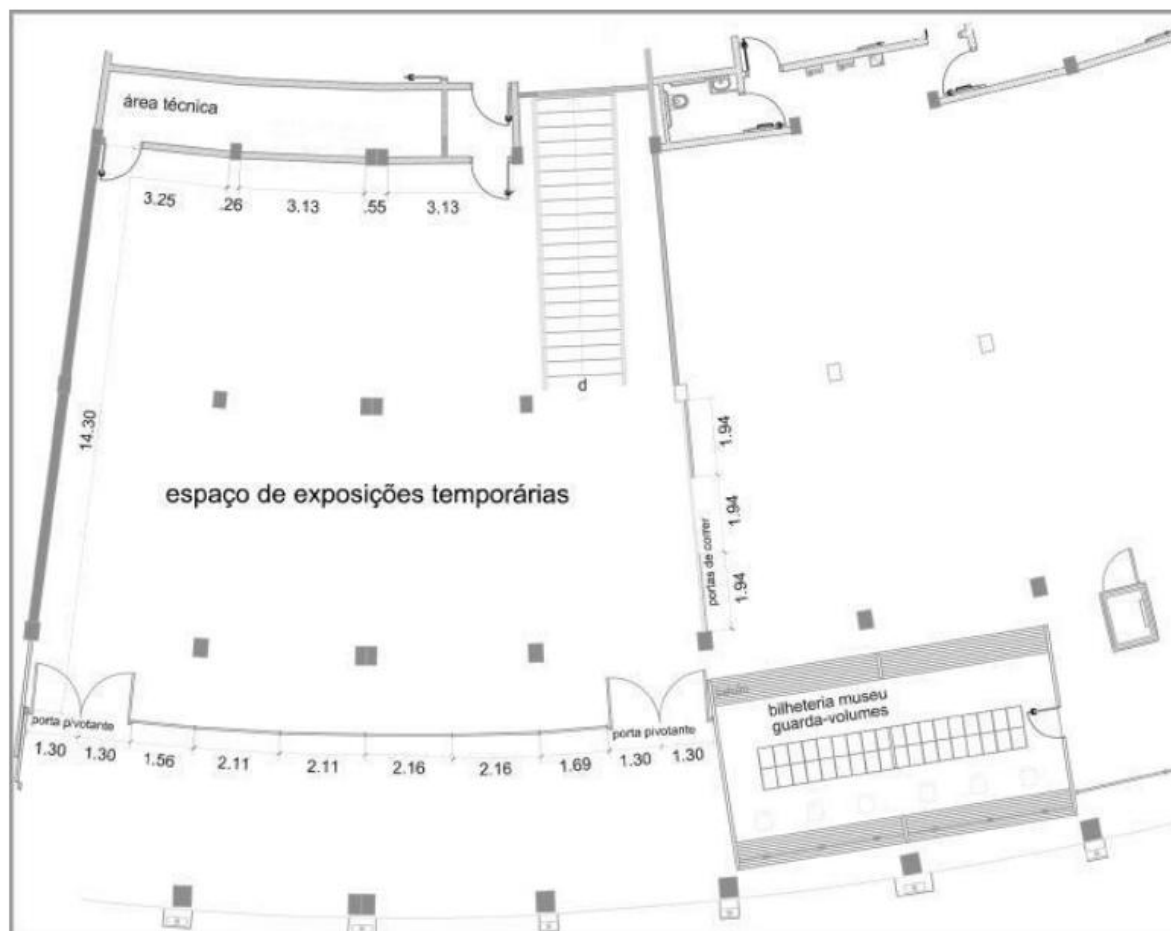 área técnica
3.25
.26
3.13
.55
3.13
14.30
d
1.94
1.94
1.94
portas de correr
espaço de exposições temporárias
bilheteria museu
guarda-volumes
porta pivotante
porta pivotante
1.30
1.30
1.56
2.11
2.11
2.16
2.16
1.69
1.30
1.30